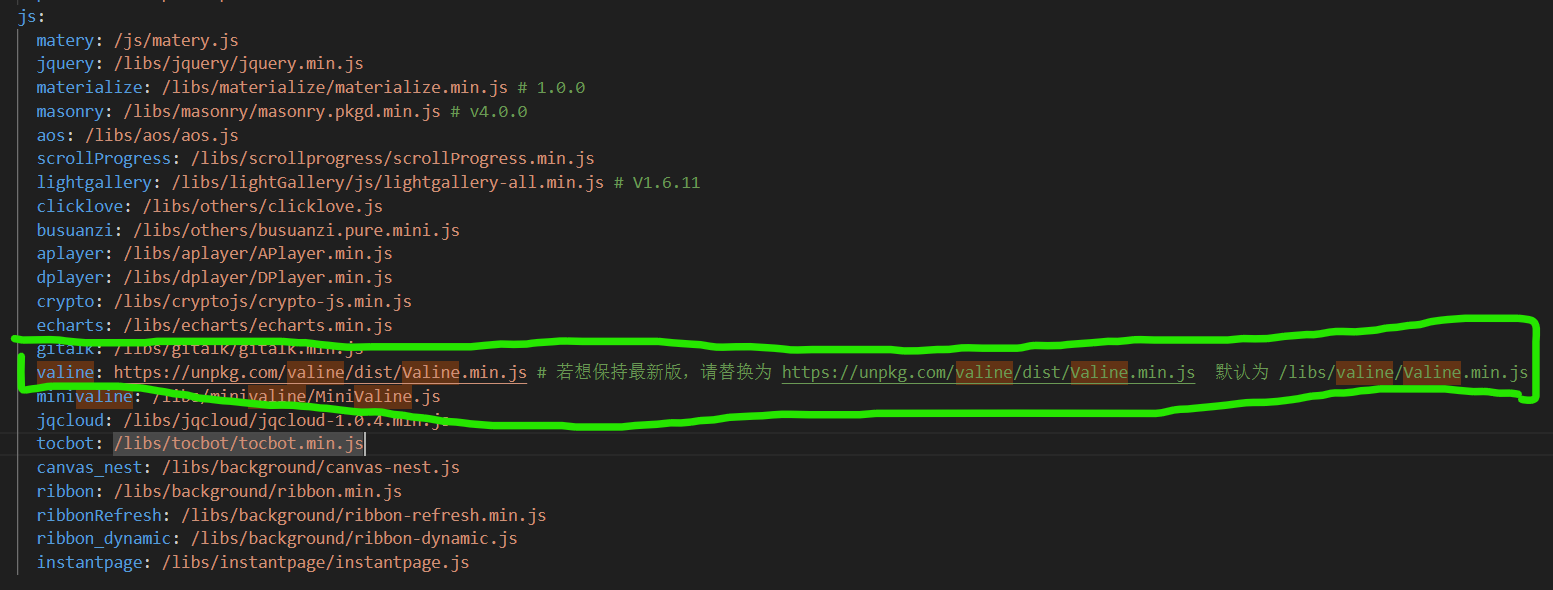 js:
matery: /js/matery.js
jquery: /libs/jquery/jquery.min.js
materialize: /libs/materialize/materialize.min.js # 1.0.0
masonry: /libs/masonry/masonry.pkgd.min.js # v4.0.0
aos: /libs/aos/aos.js
scrollProgress: /libs/scrollprogress/scrollProgress.min.js
lightgallery: /libs/lightGallery/js/lightgallery-all.min.js # V1.6.11
clicklove: /libs/others/clicklove.js
busuanzi: /libs/others/busuanzi.pure.mini.js
aplayer: /libs/aplayer/APlayer.min.js
dplayer: /libs/dplayer/DPlayer.min.js
crypto: /libs/cryptojs/crypto-js.min.js
echarts: /libs/echarts/echarts.min.js
gitalk: /libs/gitalk/gitalk.min.js
valine: https://unpkg.com/valine/dist/Valine.min.js # 若想保持最新版,请替换为 https://unpkg.com/valine/dist/Valine.min.js 默认为 /libs/valine/Valine.min.js
minivaline: /libs/minivaline/MiniValine.js
jqcloud: /libs/jqcloud/jqcloud-1.0.4.min.js
tocbot: /libs/tocbot/tocbot.min.js
canvas_nest: /libs/background/canvas-nest.js
ribbon: /libs/background/ribbon.min.js
ribbonRefresh: /libs/background/ribbon-refresh.min.js
ribbon_dynamic: /libs/background/ribbon-dynamic.js
instantpage: /libs/instantpage/instantpage.js